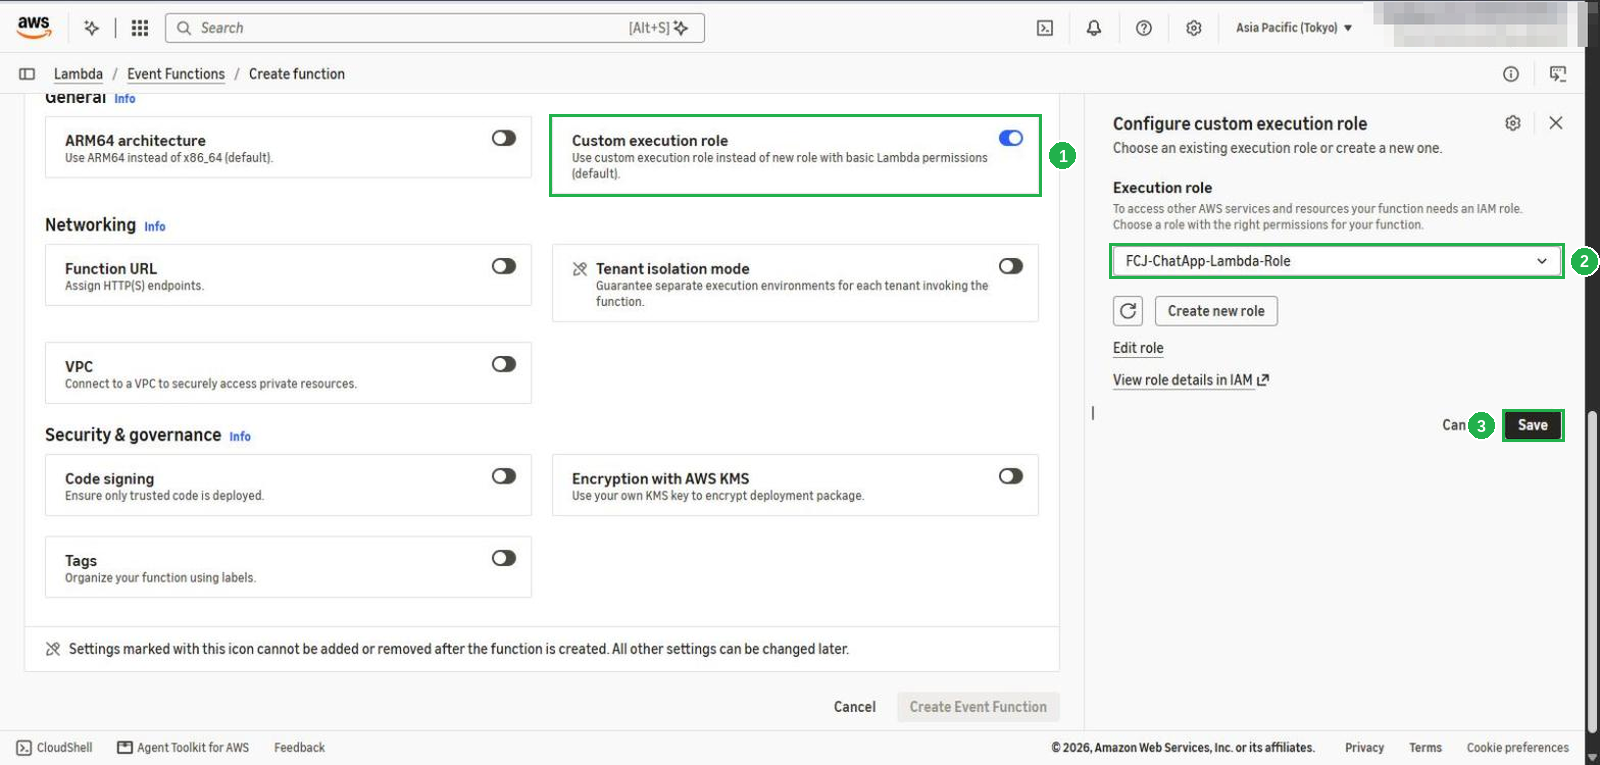 aws
Search
[Alt+S]
Asia Pacific (Tokyo)
Lambda / Event Functions / Create function
General Info
ARM64 architecture
Use ARM64 instead of x86_64 (default).
Custom execution role
Use custom execution role instead of new role with basic Lambda permissions
(default).
1
Networking Info
Function URL
Assign HTTP(S) endpoints.
Tenant isolation mode
Guarantee separate execution environments for each tenant invoking the
function.
VPC
Connect to a VPC to securely access private resources.
Security & governance Info
Code signing
Ensure only trusted code is deployed.
Encryption with AWS KMS
Use your own KMS key to encrypt deployment package.
Tags
Organize your function using labels.
Settings marked with this icon cannot be added or removed after the function is created. All other settings can be changed later.
Cancel
Create Event Function
Configure custom execution role
Choose an existing execution role or create a new one.
Execution role
To access other AWS services and resources your function needs an IAM role.
Choose a role with the right permissions for your function.
FCJ-ChatApp-Lambda-Role
2
Create new role
Edit role
View role details in IAM
Can
3
Save
CloudShell
Agent Toolkit for AWS
Feedback
© 2026, Amazon Web Services, Inc. or its affiliates.
Privacy
Terms
Cookie preferences